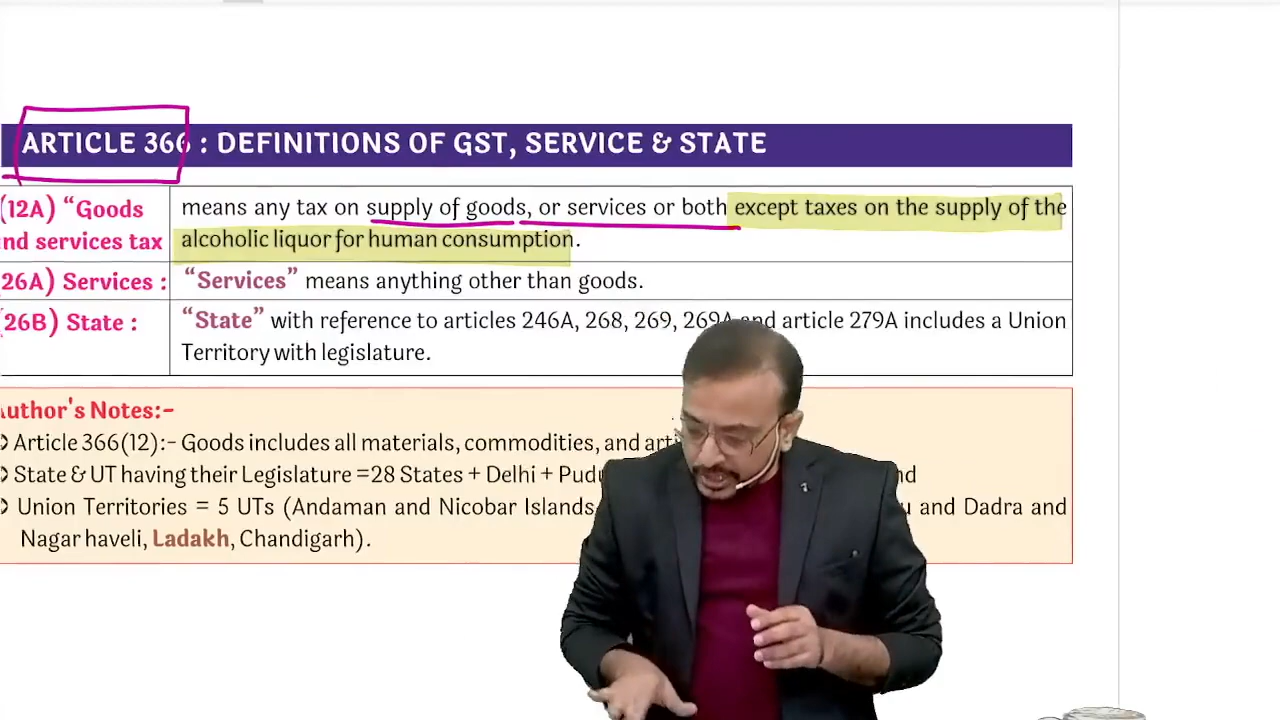 ARTICLE 366 : DEFINITIONS OF GST, SERVICE & STATE
(12A) “Goods
nd services tax
means any tax on supply of goods, or services or both except taxes on the supply of the
alcoholic liquor for human consumption.
26A) Services :
“Services” means anything other than goods.
(26B) State :
“State” with reference to articles 246A, 268, 269, 269A and article 279A includes a Union
Territory with legislature.
Author's Notes:-
Article 366(12):- Goods includes all materials, commodities, and
State & UT having their Legislature =28 States + Delhi +
Union Territories = 5 UTs (Andaman and Nicobar Islands
and Dadra and
Nagar haveli, Ladakh, Chandigarh).